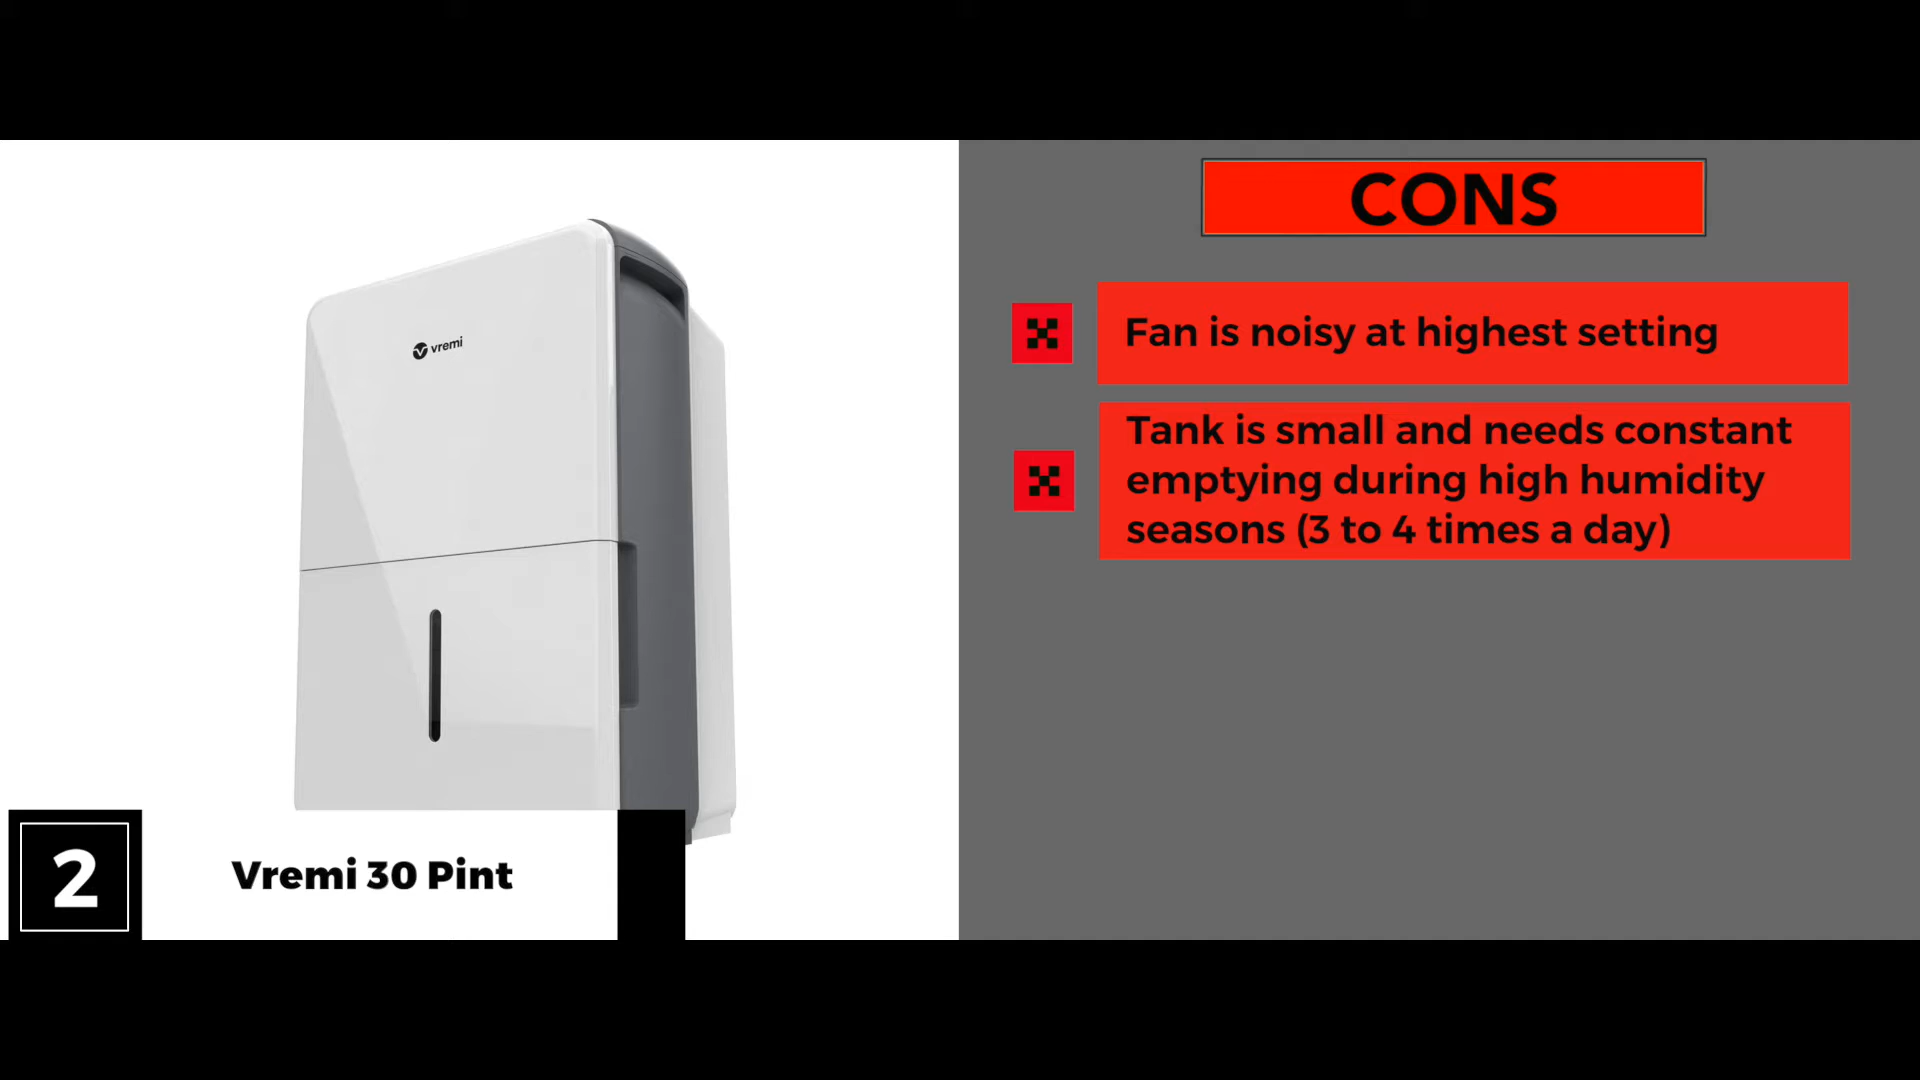 CONS
vremi
Fan is noisy at highest setting
Tank is small and needs constant
emptying during high humidity
seasons (3 to 4 times a day)
2
Vremi 30 Pint